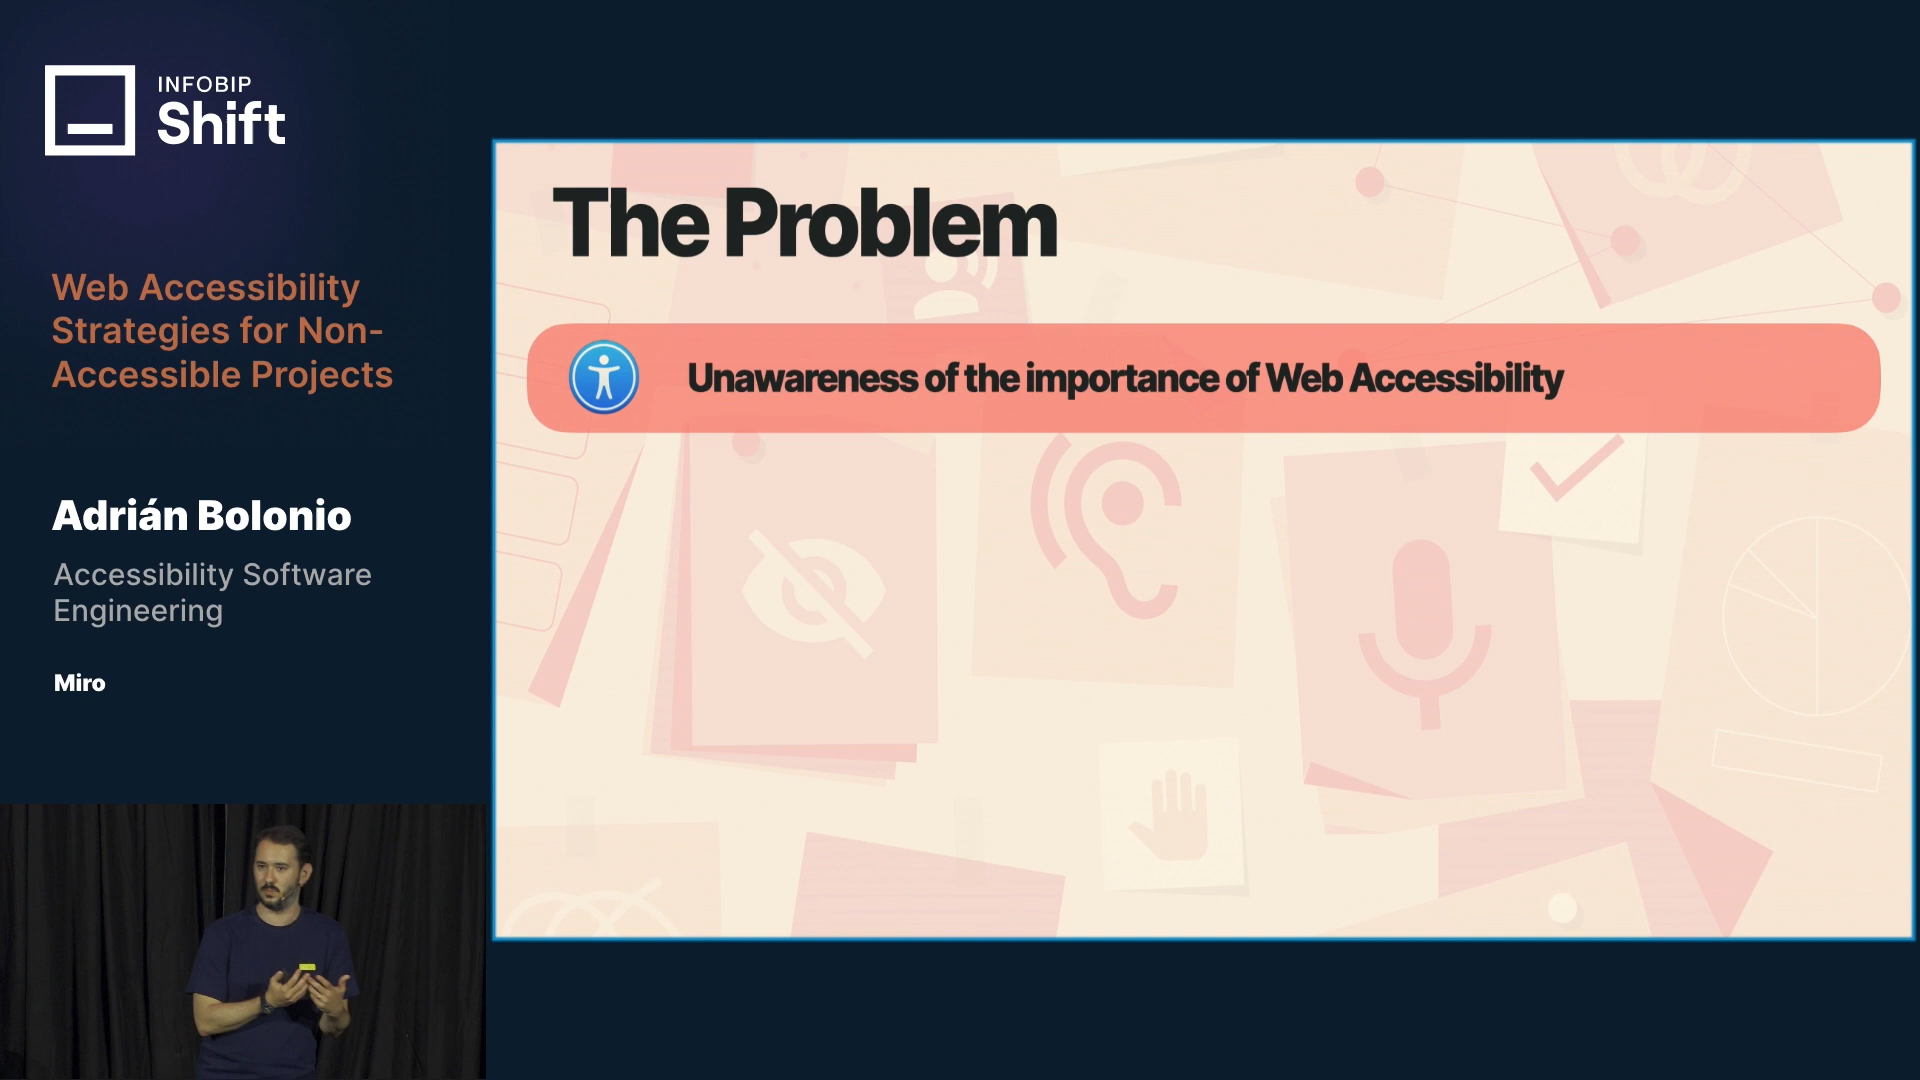 INFOBIP
Shift
Web Accessibility
Strategies for Non-
Accessible Projects
Adrián Bolonio
Accessibility Software
Engineering
Miro
The Problem
Unawareness of the importance of Web Accessibility